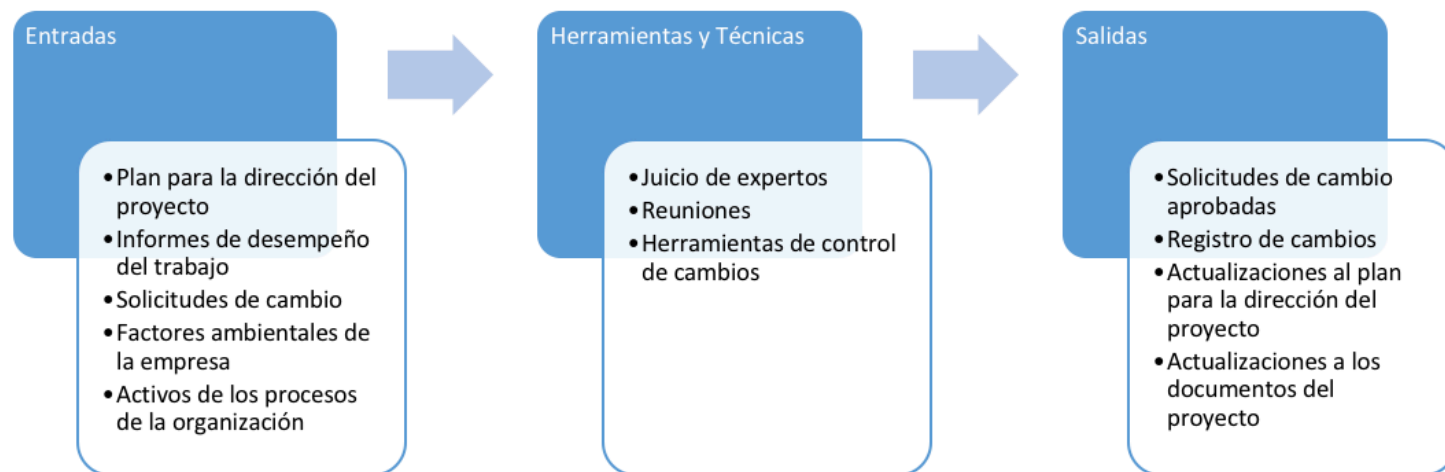 Entradas
•Plan para la dirección del
proyecto
•Informes de desempeño
del trabajo
•Solicitudes de cambio
•Factores ambientales de
la empresa
•Activos de los procesos
de la organización
Herramientas y Técnicas
•Juicio de expertos
•Reuniones
•Herramientas de control
de cambios
Salidas
•Solicitudes de cambio
aprobadas
•Registro de cambios
•Actualizaciones al plan
para la dirección del
proyecto
•Actualizaciones a los
documentos del
proyecto